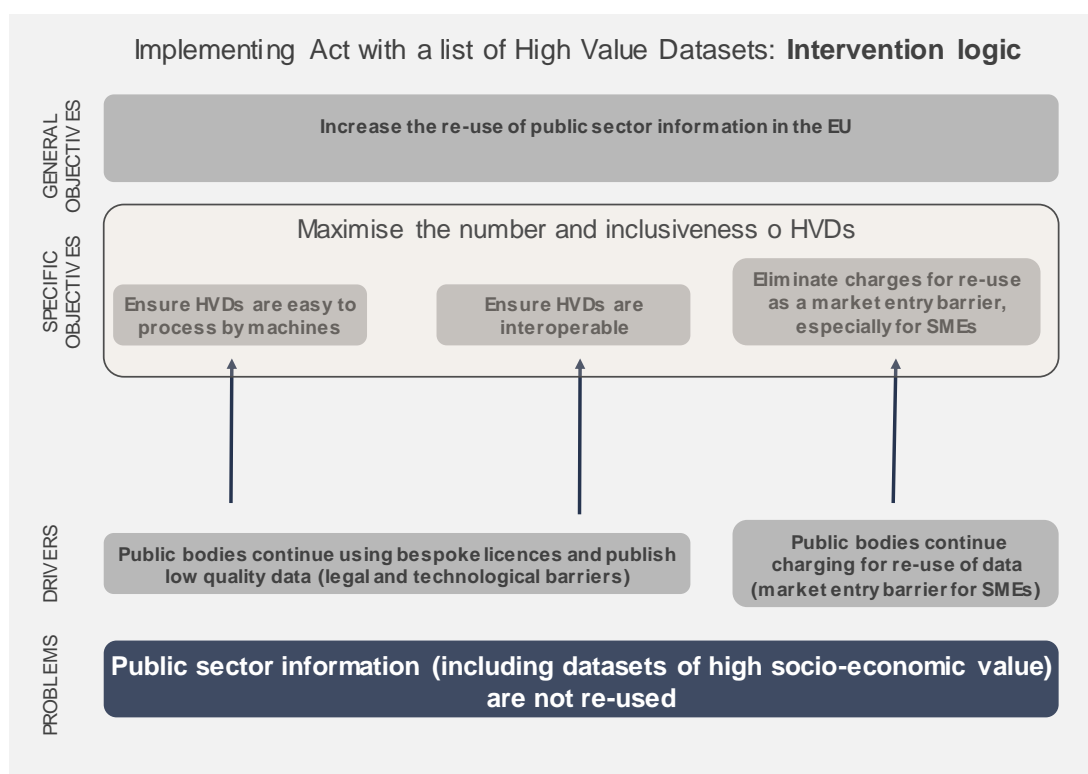 Implementing Act with a list of High Value Datasets: Intervention logic
GENERAL
OBJECTIVES
Increase the re-use of public sector information in the EU
SPECIFIC
OBJECTIVES
Maximise the number and inclusiveness o HVDs
Ensure HVDs are easy to
process by machines
Ensure HVDs are
interoperable
Eliminate charges for re-use
as a market entry barrier,
especially for SMEs
DRIVERS
Public bodies continue using bespoke licences and publish
low quality data (legal and technological barriers)
Public bodies continue
charging for re-use of data
(market entry barrier for SMEs)
PROBLEMS
Public sector information (including datasets of high socio-economic value)
are not re-used